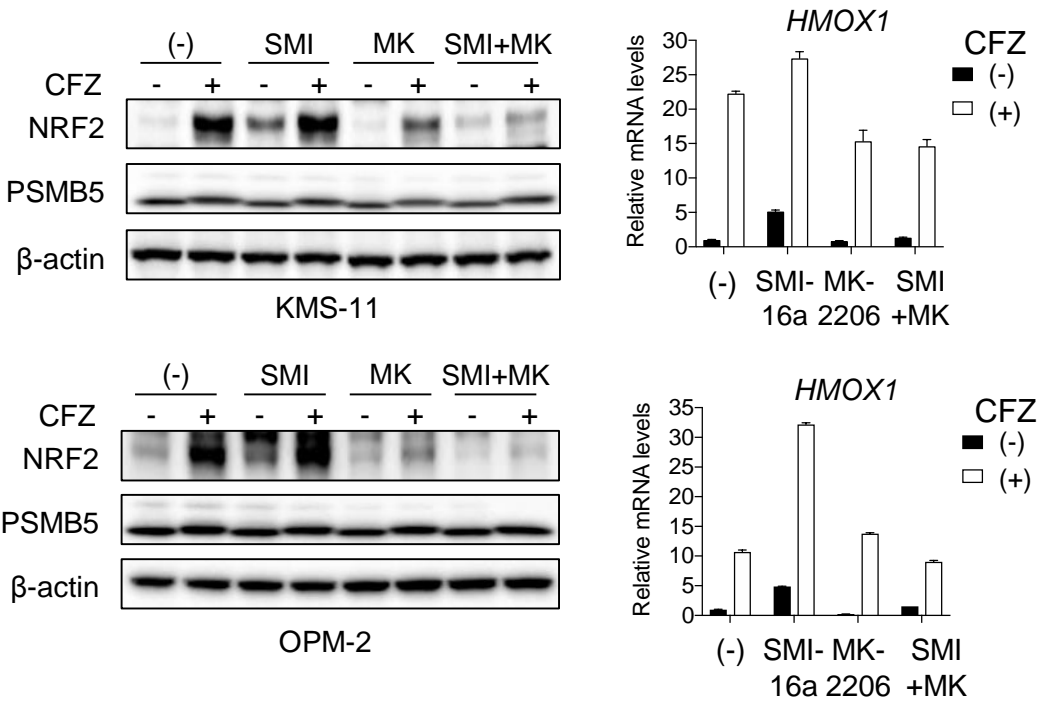 (-) SMI MK SMI+MK
CFZ - + - + - + - +
NRF2
PSMB5
β-actin
KMS-11
HMOX1
Relative mRNA levels
30
25
20
15
10
5
0
(-) SMI- MK- SMI
16a 2206 +MK
CFZ
(-)
(+)
(-) SMI MK SMI+MK
CFZ - + - + - + - +
NRF2
PSMB5
β-actin
OPM-2
HMOX1
Relative mRNA levels
35
30
25
20
15
10
5
0
(-) SMI- MK- SMI
16a 2206 +MK
CFZ
(-)
(+)